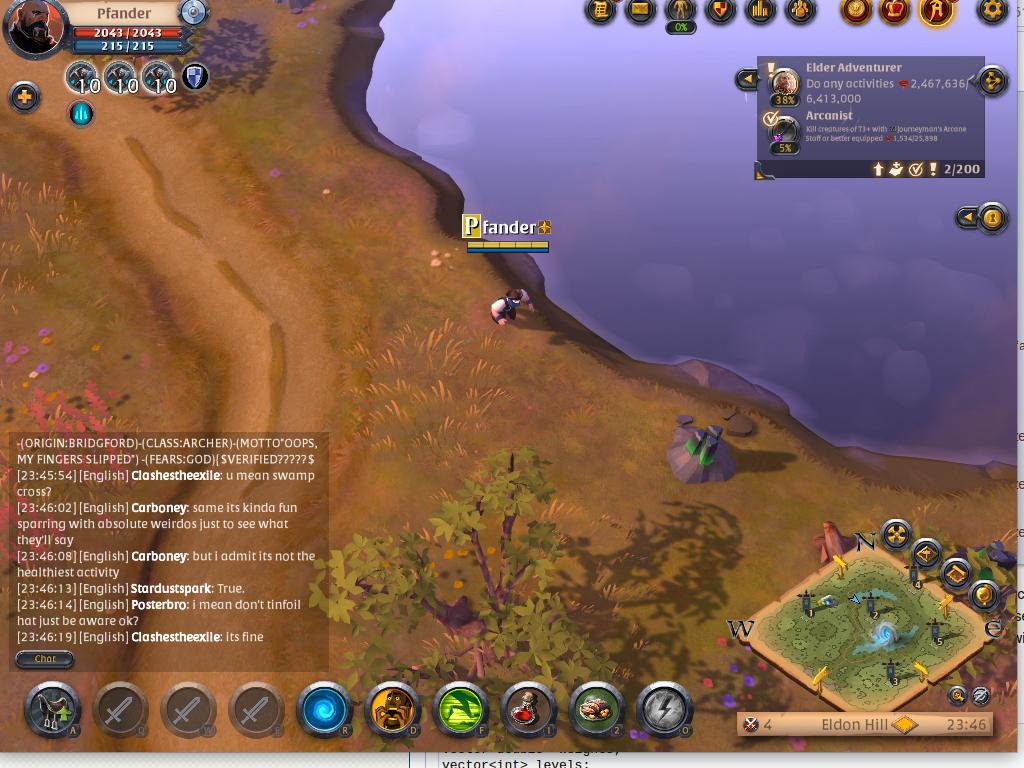 Pfander
2043 / 2043
215 / 215
10 10 10
0%
Elder Adventurer
Do any activities 2,467,636/
6,413,000
38%
Arcanist
Kill creatures of T3+ with Journeyman's Arcane
Staff or better equipped 1,534/25,898
5%
2/200
Pfander
-(ORIGIN:BRIDGFORD)-(CLASS:ARCHER)-(MOTTO"OOPS,
MY FINGERS SLIPPED") -(FEARS:GOD)[$VERIFIED?????$
[23:45:54] [English] Clashestheexile: u mean swamp
cross?
[23:46:02] [English] Carboney: same its kinda fun
sparring with absolute weirdos just to see what
they'll say
[23:46:08] [English] Carboney: but i admit its not the
healthiest activity
[23:46:13] [English] Stardustspark: True.
[23:46:14] [English] Posterbro: i mean don't tinfoil
hat just be aware ok?
[23:46:19] [English] Clashestheexile: its fine
Chat
A Q W E R D F 1 2 O
N
W E
1 2 3 4 5
4 Eldon Hill 23:46
vector<int> levels;